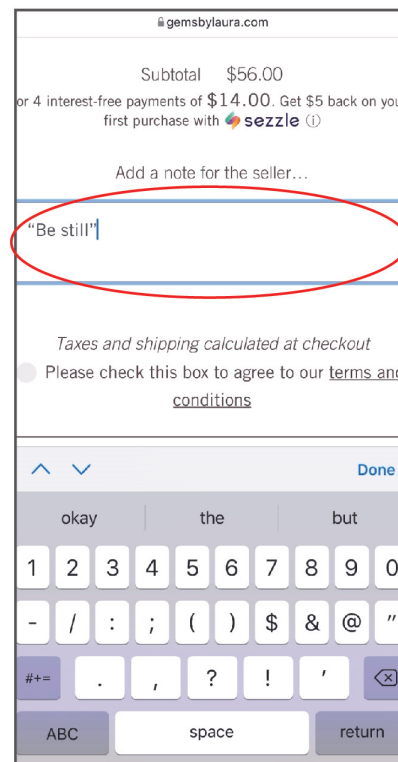 gemsbylaura.com
Subtotal $56.00
or 4 interest-free payments of $14.00. Get $5 back on you
first purchase with sezzle ⓘ
Add a note for the seller...
“Be still”
Taxes and shipping calculated at checkout
Please check this box to agree to our terms and
conditions
Done
okay the but
1 2 3 4 5 6 7 8 9 0
- / : ; ( ) $ & @ "
#+= . , ? ! '
ABC space return